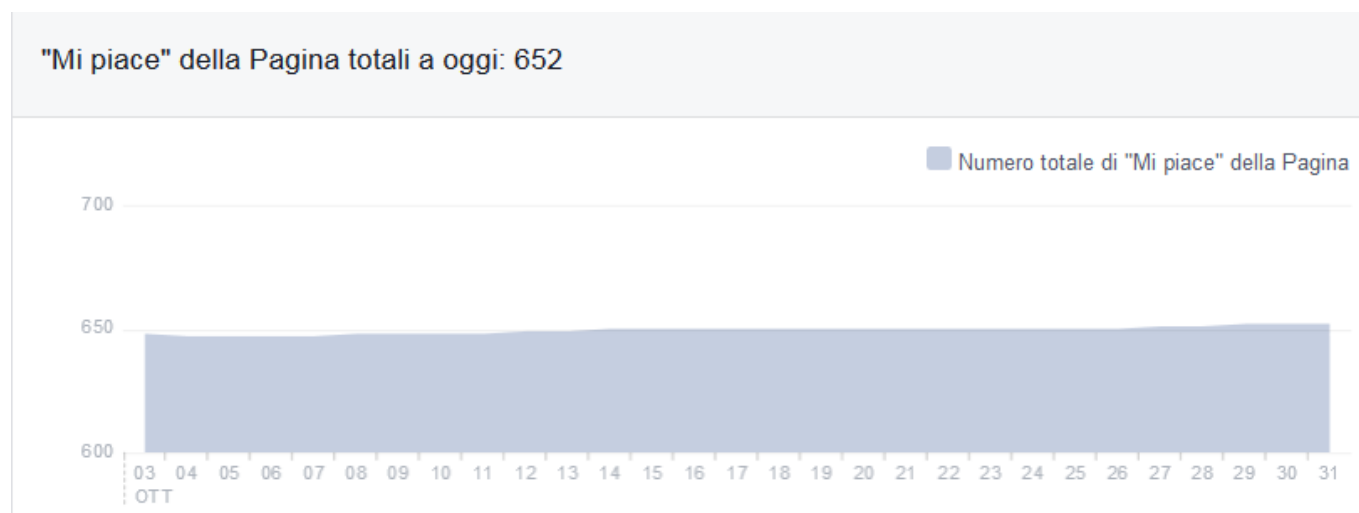 "Mi piace" della Pagina totali a oggi: 652
Numero totale di "Mi piace" della Pagina
700
650
600
03 04 05 06 07 08 09 10 11 12 13 14 15 16 17 18 19 20 21 22 23 24 25 26 27 28 29 30 31
OTT